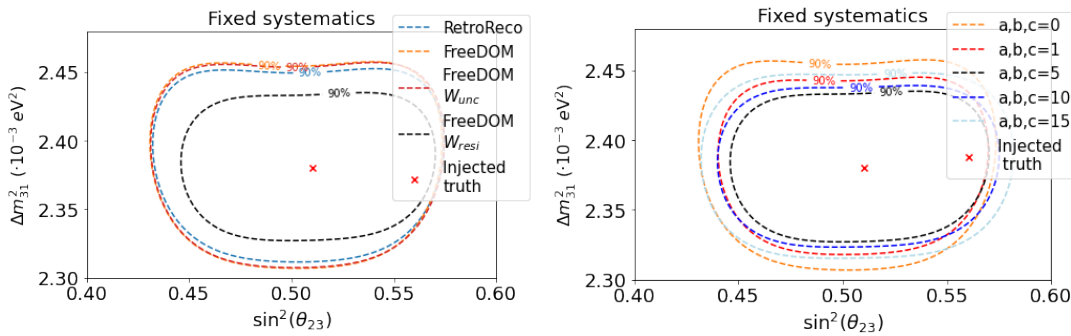 Fixed systematics
RetroReco
FreeDOM
FreeDOM
W_unc
FreeDOM
W_resi
Injected
truth
90%
90%
90%
90%
2.45
2.40
2.35
2.30
Δm²₃₁ (·10⁻³ eV²)
0.40
0.45
0.50
0.55
0.60
sin²(θ₂₃)
Fixed systematics
a,b,c=0
a,b,c=1
a,b,c=5
a,b,c=10
a,b,c=15
Injected
truth
90%
90%
90%
90%
90%
2.45
2.40
2.35
2.30
Δm²₃₁ (·10⁻³ eV²)
0.40
0.45
0.50
0.55
0.60
sin²(θ₂₃)